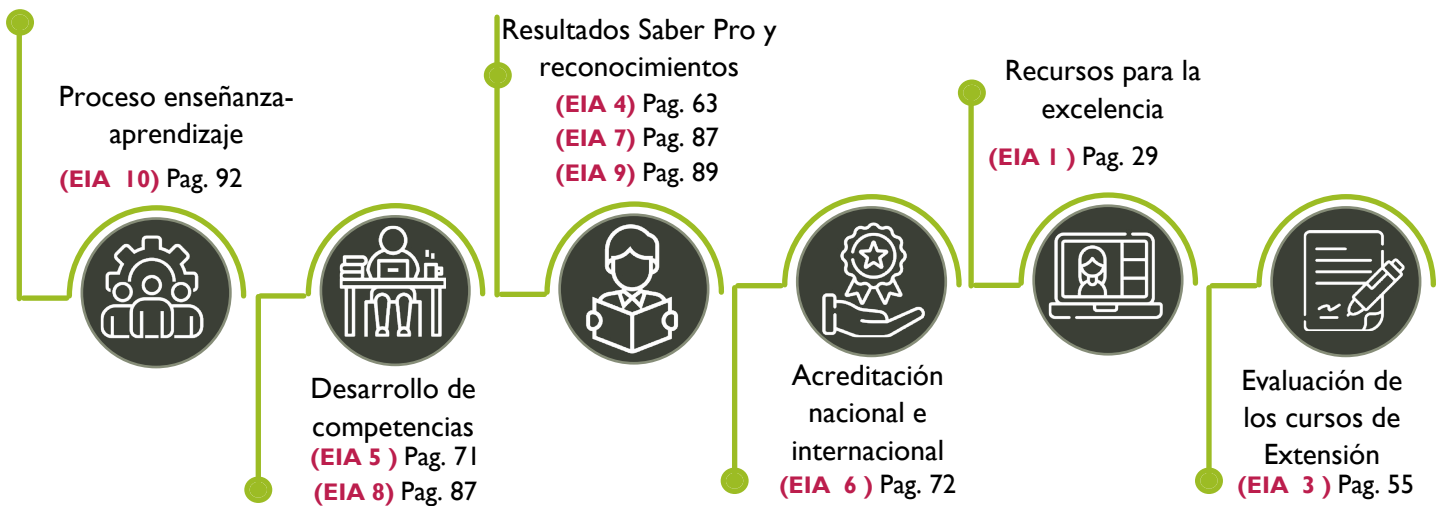 Proceso enseñanza-
aprendizaje
(EIA 10) Pag. 92
Desarrollo de
competencias
(EIA 5 ) Pag. 71
(EIA 8) Pag. 87
Resultados Saber Pro y
reconocimientos
(EIA 4) Pag. 63
(EIA 7) Pag. 87
(EIA 9) Pag. 89
Acreditación
nacional e
internacional
(EIA 6 ) Pag. 72
Recursos para la
excelencia
(EIA 1 ) Pag. 29
Evaluación de
los cursos de
Extensión
(EIA 3 ) Pag. 55